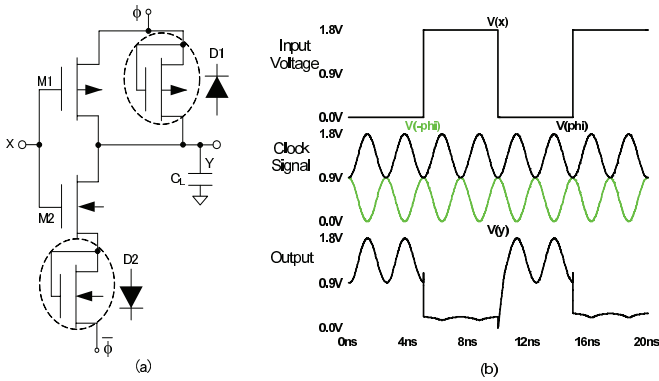 ϕ
D1
M1
X
Y
C_L
M2
D2
ϕ̅
(a)
Input
Voltage
1.8V
0.9V
0.0V
V(x)
Clock
Signal
1.8V
0.9V
0.0V
V(-phi)
V(phi)
Output
1.8V
0.9V
0.0V
V(y)
0ns 4ns 8ns 12ns 16ns 20ns
(b)